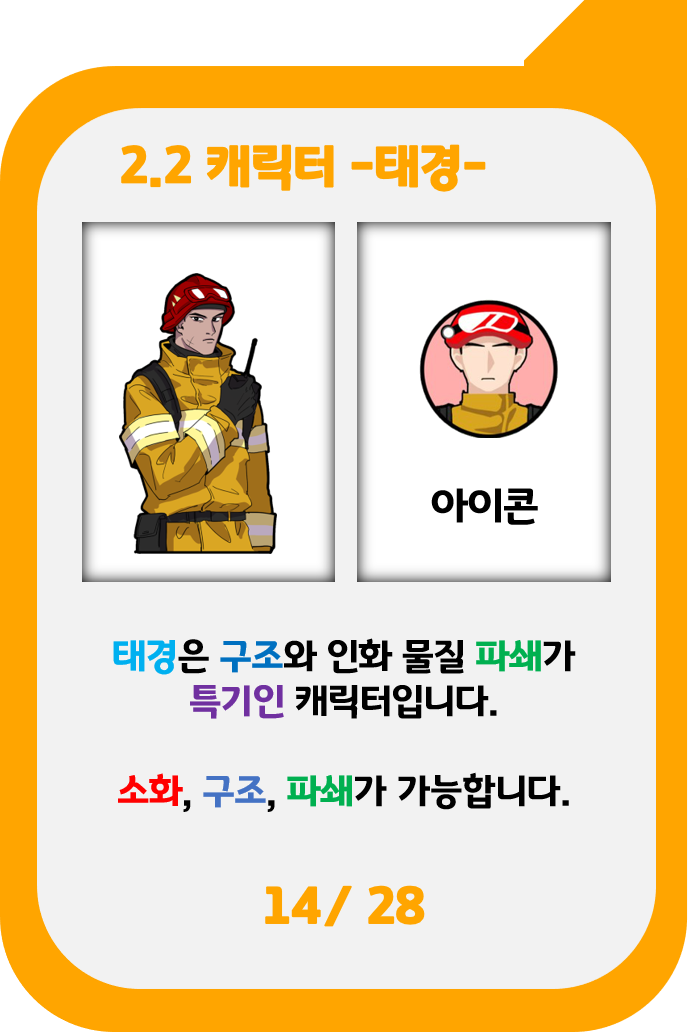 2.2 캐릭터 -태경-
아이콘
태경은 구조와 인화 물질 파쇄가
특기인 캐릭터입니다.
소화, 구조, 파쇄가 가능합니다.
14/ 28